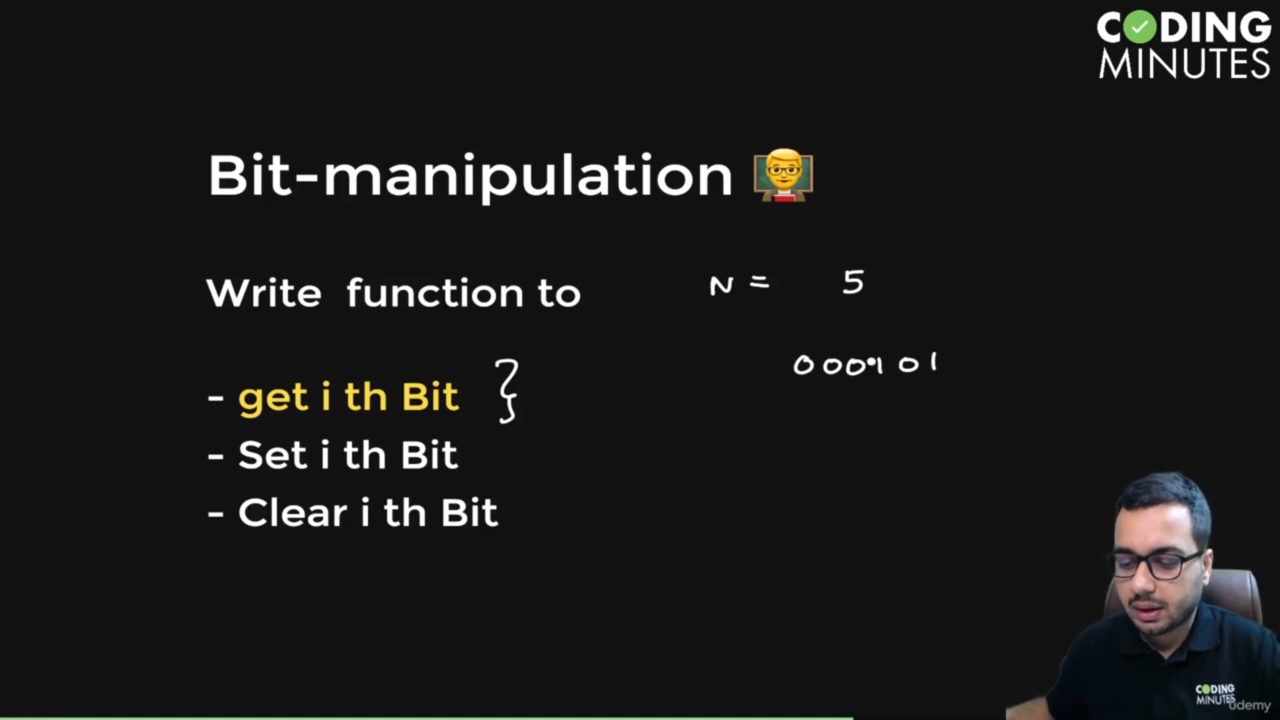 CODING
MINUTES
Bit-manipulation
Write function to
N = 5
- get i th Bit
000101
- Set i th Bit
- Clear i th Bit
CODING
MINUTES
udemy